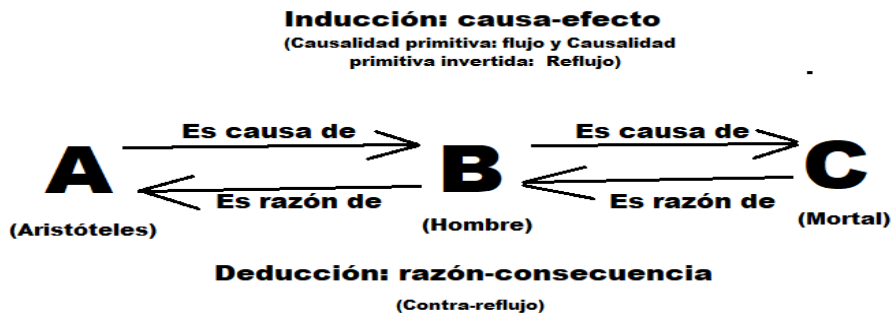 Inducción: causa-efecto
(Causalidad primitiva: flujo y Causalidad
primitiva invertida: Reflujo)
Es causa de
Es causa de
A
B
C
Es razón de
Es razón de
(Aristóteles)
(Hombre)
(Mortal)
Deducción: razón-consecuencia
(Contra-reflujo)